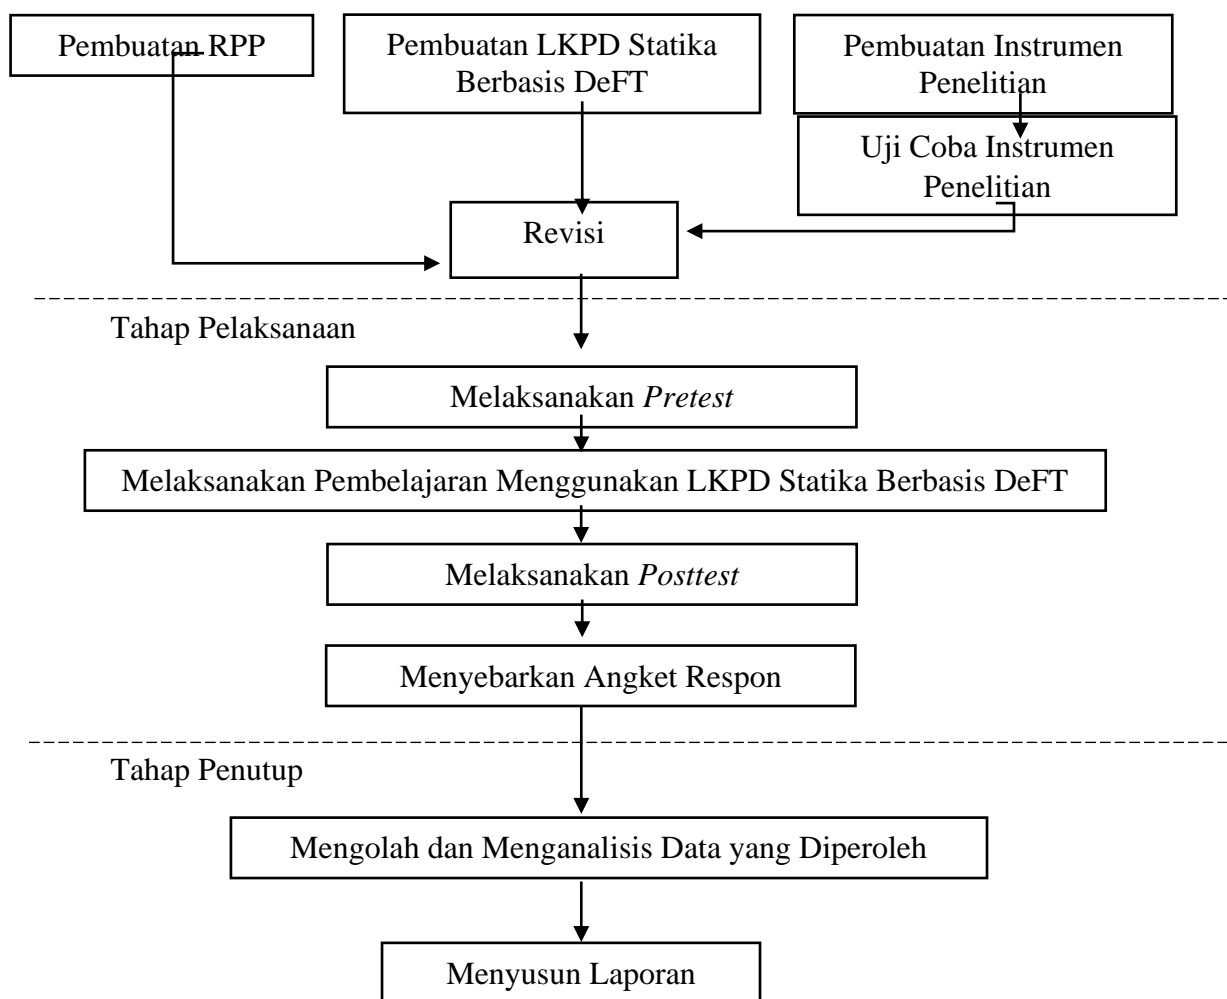 Pembuatan RPP
Pembuatan LKPD Statika
Berbasis DeFT
Pembuatan Instrumen
Penelitian
Uji Coba Instrumen
Penelitian
Revisi
Tahap Pelaksanaan
Melaksanakan Pretest
Melaksanakan Pembelajaran Menggunakan LKPD Statika Berbasis DeFT
Melaksanakan Posttest
Menyebarkan Angket Respon
Tahap Penutup
Mengolah dan Menganalisis Data yang Diperoleh
Menyusun Laporan